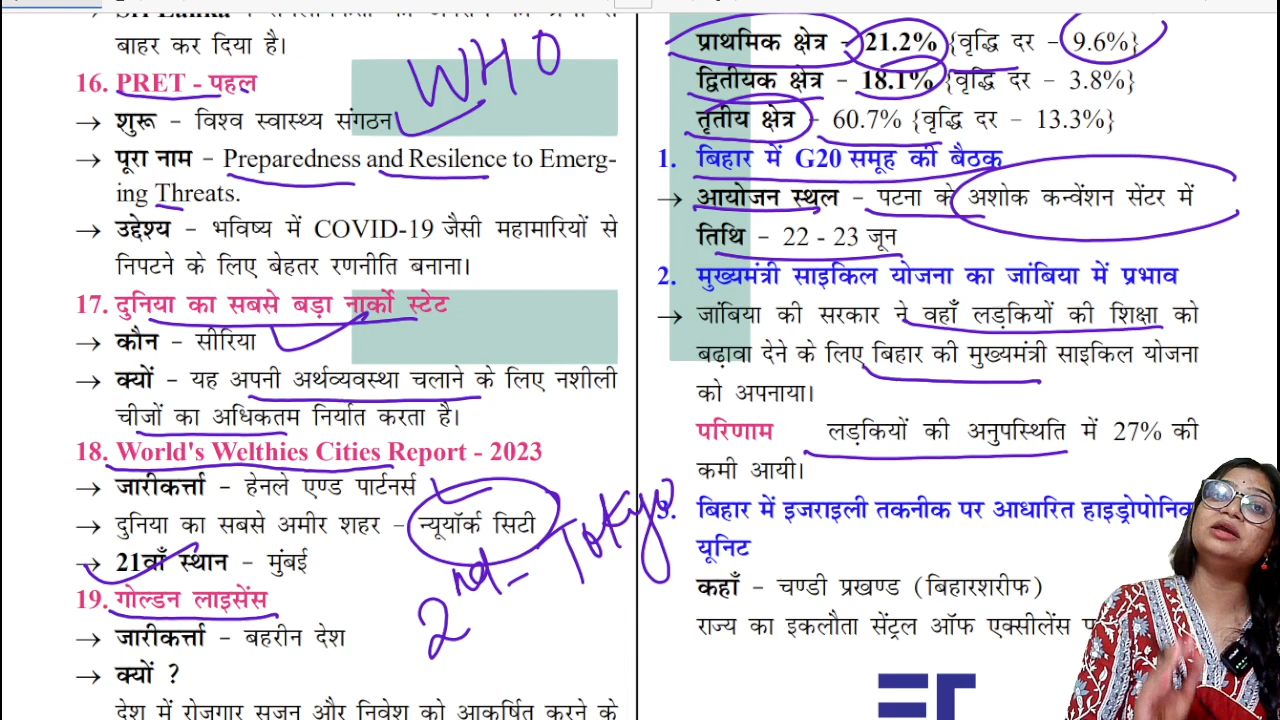 बाहर कर दिया है।
16. PRET - पहल
→ शुरू - विश्व स्वास्थ्य संगठन
WHO
→ पूरा नाम - Preparedness and Resilence to Emerg-
ing Threats.
→ उद्देश्य - भविष्य में COVID-19 जैसी महामारियों से
निपटने के लिए बेहतर रणनीति बनाना।
17. दुनिया का सबसे बड़ा नार्को स्टेट
→ कौन - सीरिया
→ क्यों - यह अपनी अर्थव्यवस्था चलाने के लिए नशीली
चीजों का अधिकतम निर्यात करता है।
18. World's Welthies Cities Report - 2023
→ जारीकर्त्ता - हेनले एण्ड पार्टनर्स
→ दुनिया का सबसे अमीर शहर - न्यूयॉर्क सिटी
→ 21वाँ स्थान - मुंबई
2nd - Tokyo
19. गोल्डन लाइसेंस
→ जारीकर्त्ता - बहरीन देश
→ क्यों ?
देश में रोजगार सृजन और निवेश को आकर्षित करने के
प्राथमिक क्षेत्र - 21.2% {वृद्धि दर - 9.6%}
द्वितीयक क्षेत्र - 18.1% {वृद्धि दर - 3.8%}
तृतीय क्षेत्र - 60.7% {वृद्धि दर - 13.3%}
1. बिहार में G20 समूह की बैठक
→ आयोजन स्थल - पटना के अशोक कन्वेंशन सेंटर में
तिथि - 22 - 23 जून
2. मुख्यमंत्री साइकिल योजना का जांबिया में प्रभाव
→ जांबिया की सरकार ने वहाँ लड़कियों की शिक्षा को
बढ़ावा देने के लिए बिहार की मुख्यमंत्री साइकिल योजना
को अपनाया।
परिणाम लड़कियों की अनुपस्थिति में 27% की
कमी आयी।
3. बिहार में इजराइली तकनीक पर आधारित
यूनिट
कहाँ - चण्डी प्रखण्ड (बिहारशरीफ)
राज्य का इकलौता सेंट्रल ऑफ एक्सीलेंस